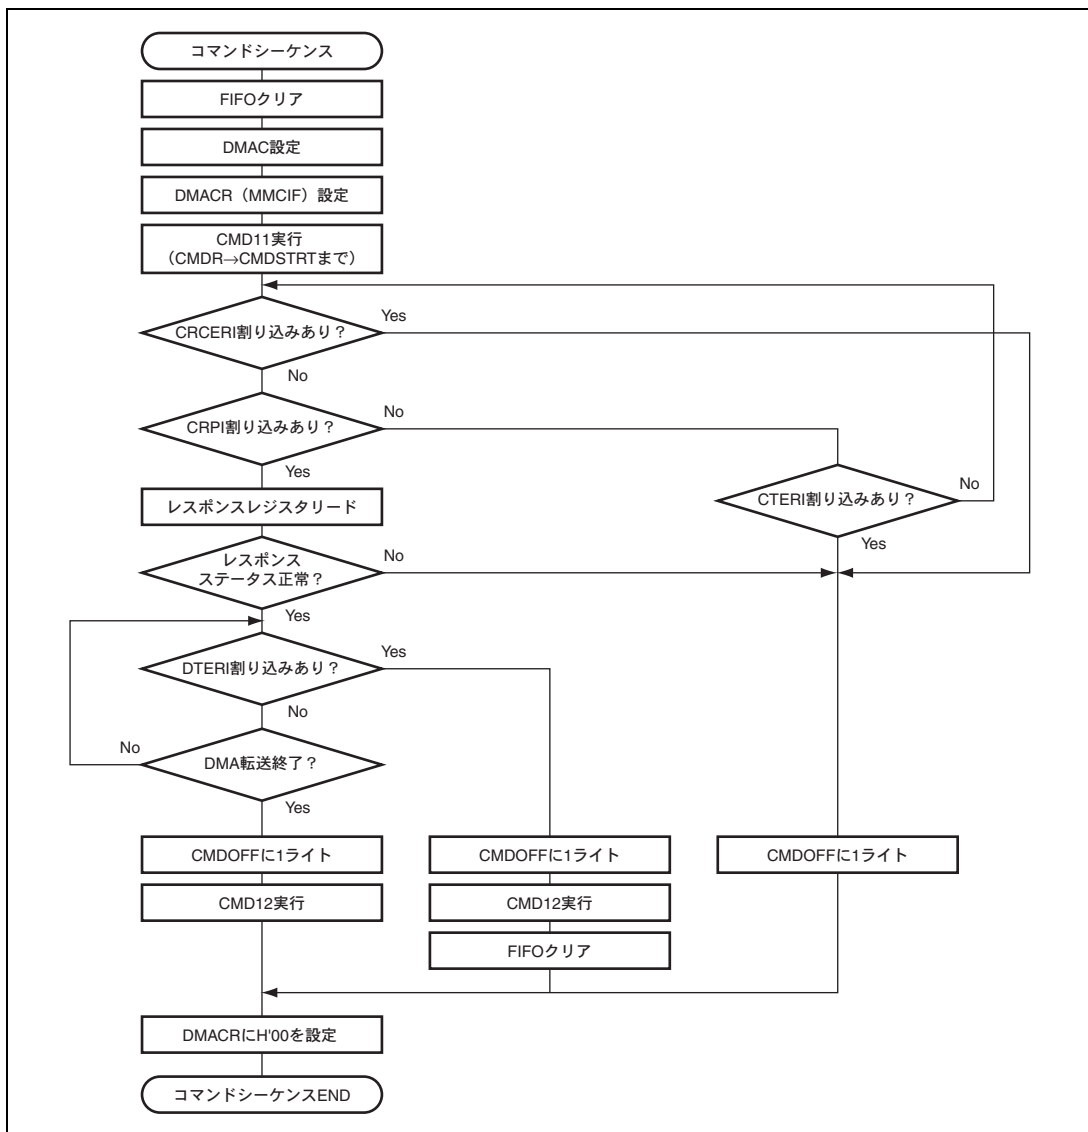 コマンドシーケンス
FIFOクリア
DMAC設定
DMACR（MMCIF）設定
CMD11実行
（CMDR→CMDSTRTまで）
CRCERI割り込みあり？
Yes
No
CRPI割り込みあり？
No
Yes
CTERI割り込みあり？
No
Yes
レスポンスレジスタリード
レスポンス
ステータス正常？
No
Yes
DTERI割り込みあり？
Yes
No
DMA転送終了？
No
Yes
CMDOFFに1ライト
CMDOFFに1ライト
CMDOFFに1ライト
CMD12実行
CMD12実行
FIFOクリア
DMACRにH'00を設定
コマンドシーケンスEND